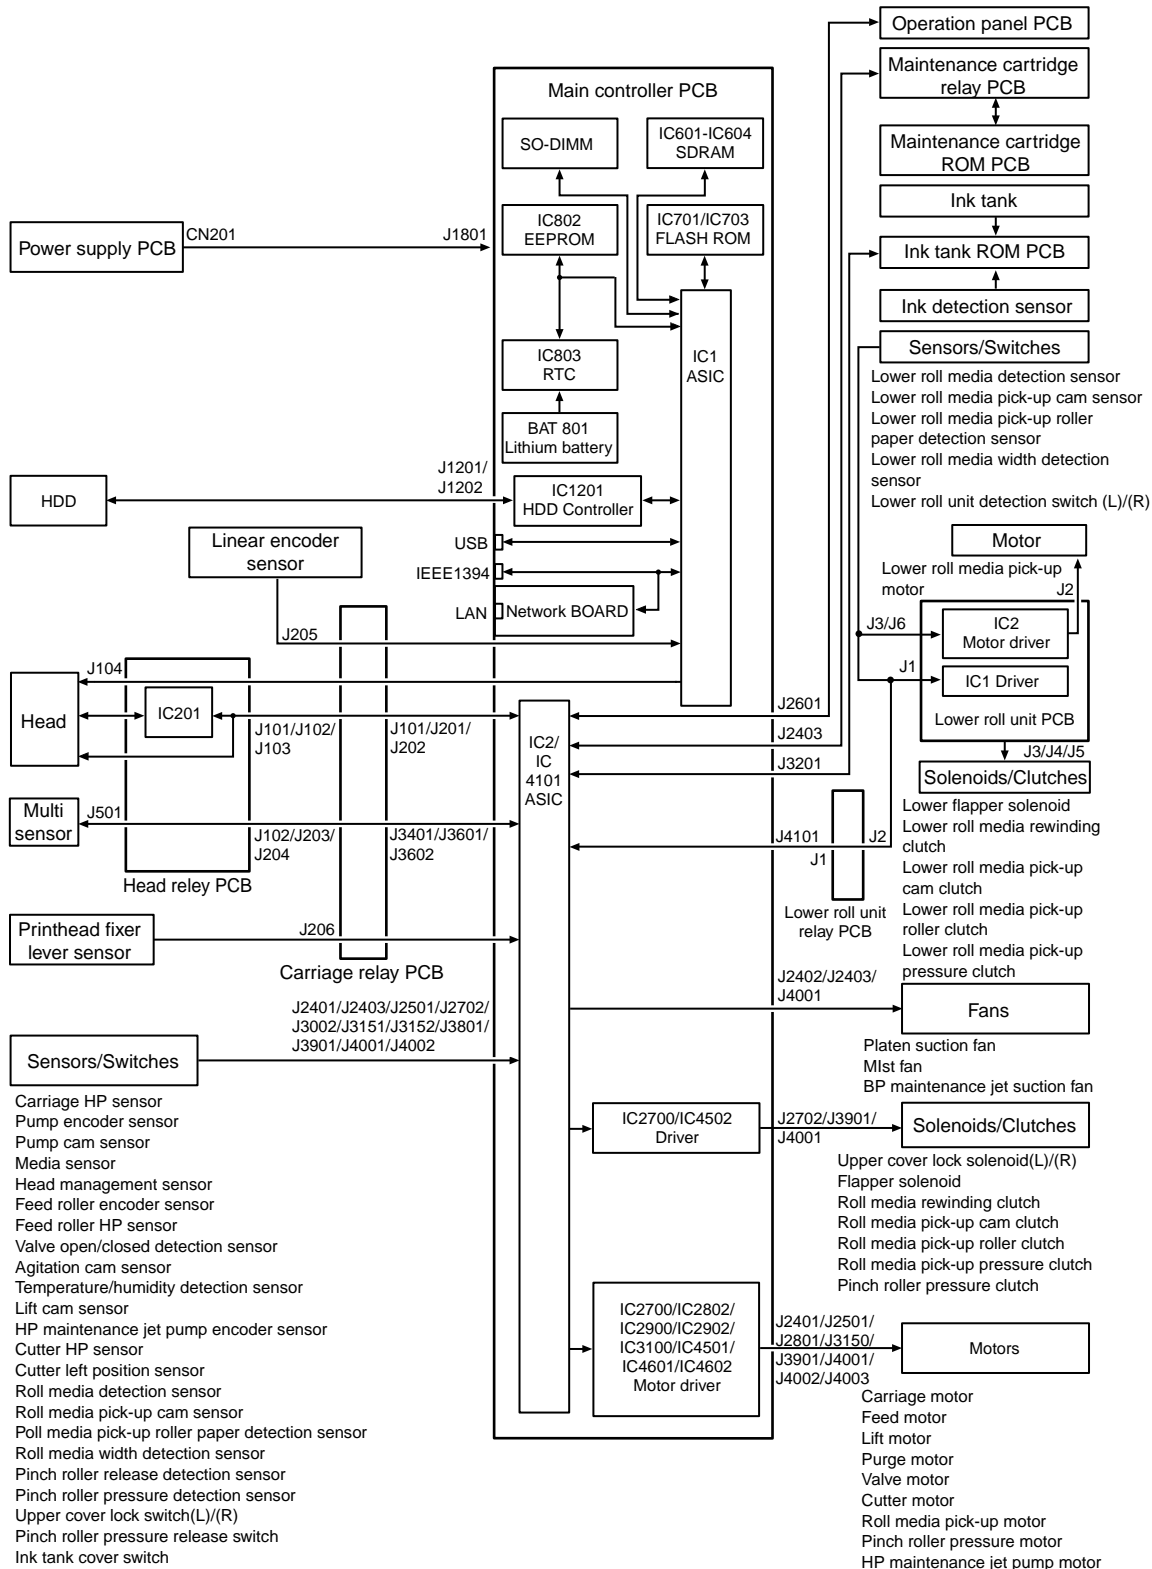 Operation panel PCB
Maintenance cartridge
relay PCB
Maintenance cartridge
ROM PCB
Ink tank
Ink tank ROM PCB
Ink detection sensor
Sensors/Switches
Lower roll media detection sensor
Lower roll media pick-up cam sensor
Lower roll media pick-up roller
paper detection sensor
Lower roll media width detection
sensor
Lower roll unit detection switch (L)/(R)
Main controller PCB
SO-DIMM
IC601-IC604
SDRAM
IC802
EEPROM
IC701/IC703
FLASH ROM
Power supply PCB
CN201
J1801
IC803
RTC
IC1
ASIC
BAT 801
Lithium battery
HDD
J1201/
J1202
IC1201
HDD Controller
Linear encoder
sensor
USB
IEEE1394
LAN
Network BOARD
J205
Motor
Lower roll media pick-up
motor
J2
J3/J6
IC2
Motor driver
J1
IC1 Driver
Lower roll unit PCB
J3/J4/J5
Solenoids/Clutches
Lower flapper solenoid
Lower roll media rewinding
clutch
Lower roll media pick-up
cam clutch
Lower roll media pick-up
roller clutch
Lower roll media pick-up
pressure clutch
J104
Head
IC201
J101/J102/
J103
J101/J201/
J202
IC2/
IC
4101
ASIC
J2601
J2403
J3201
Multi
sensor
J501
J102/J203/
J204
J3401/J3601/
J3602
Head reley PCB
J4101
J2
J1
Lower roll unit
relay PCB
Printhead fixer
lever sensor
J206
Carriage relay PCB
J2401/J2403/J2501/J2702/
J3002/J3151/J3152/J3801/
J3901/J4001/J4002
Sensors/Switches
Carriage HP sensor
Pump encoder sensor
Pump cam sensor
Media sensor
Head management sensor
Feed roller encoder sensor
Feed roller HP sensor
Valve open/closed detection sensor
Agitation cam sensor
Temperature/humidity detection sensor
Lift cam sensor
HP maintenance jet pump encoder sensor
Cutter HP sensor
Cutter left position sensor
Roll media detection sensor
Roll media pick-up cam sensor
Poll media pick-up roller paper detection sensor
Roll media width detection sensor
Pinch roller release detection sensor
Pinch roller pressure detection sensor
Upper cover lock switch(L)/(R)
Pinch roller pressure release switch
Ink tank cover switch
J2402/J2403/
J4001
Fans
Platen suction fan
MIst fan
BP maintenance jet suction fan
IC2700/IC4502
Driver
J2702/J3901/
J4001
Solenoids/Clutches
Upper cover lock solenoid(L)/(R)
Flapper solenoid
Roll media rewinding clutch
Roll media pick-up cam clutch
Roll media pick-up roller clutch
Roll media pick-up pressure clutch
Pinch roller pressure clutch
IC2700/IC2802/
IC2900/IC2902/
IC3100/IC4501/
IC4601/IC4602
Motor driver
J2401/J2501/
J2801/J3150/
J3901/J4001/
J4002/J4003
Motors
Carriage motor
Feed motor
Lift motor
Purge motor
Valve motor
Cutter motor
Roll media pick-up motor
Pinch roller pressure motor
HP maintenance jet pump motor